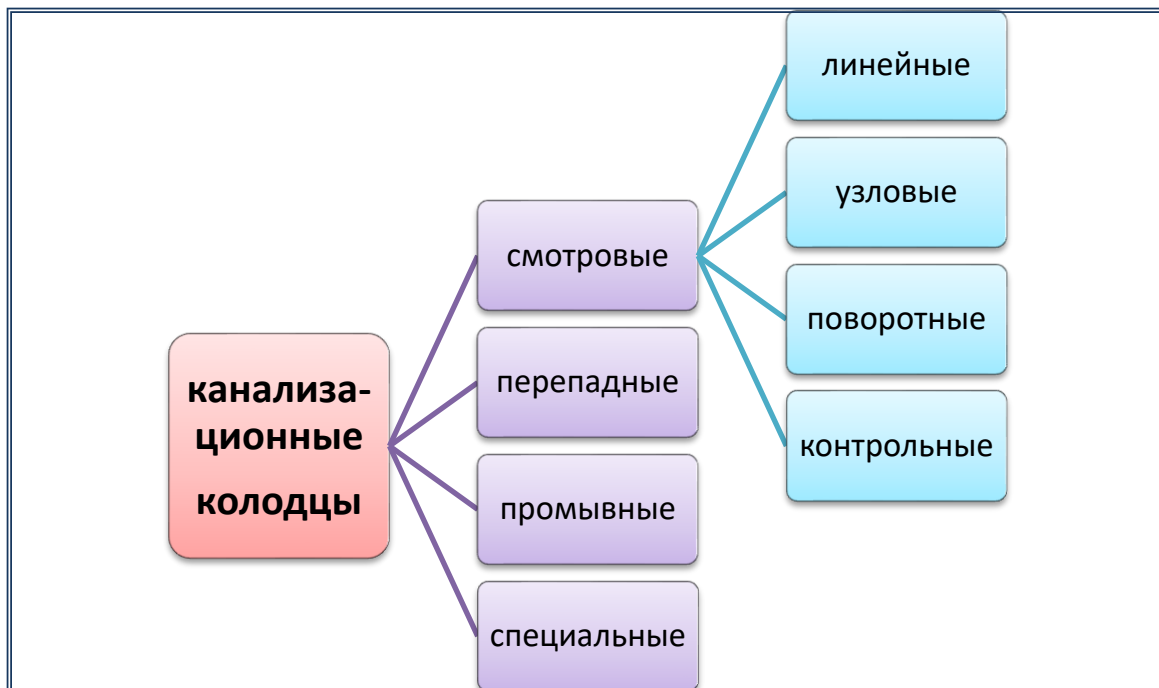 канализа-
ционные
колодцы
смотровые
перепадные
промывные
специальные
линейные
узловые
поворотные
контрольные